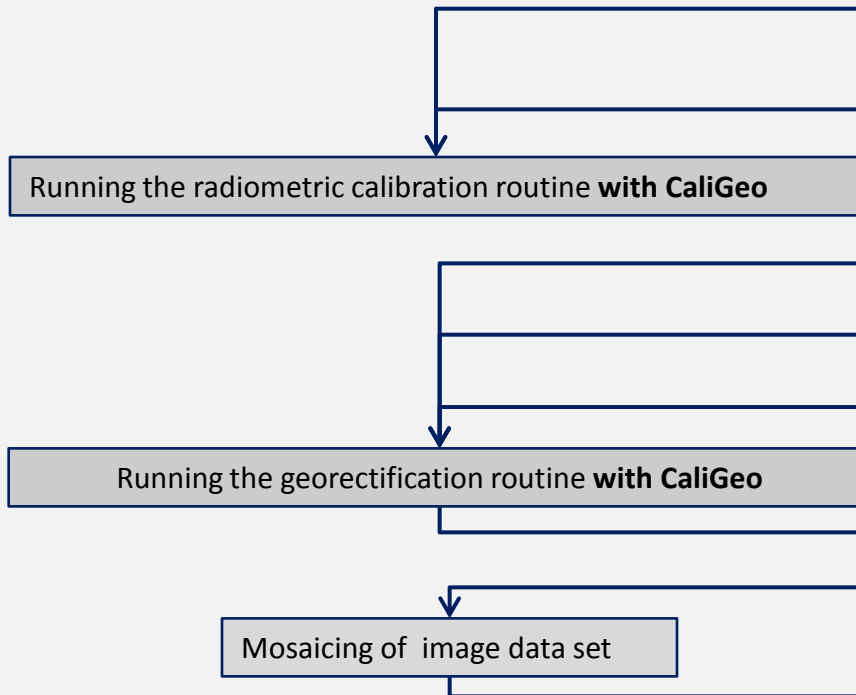 Running the radiometric calibration routine with CaliGeo
Running the georectification routine with CaliGeo
Mosaicing of image data set